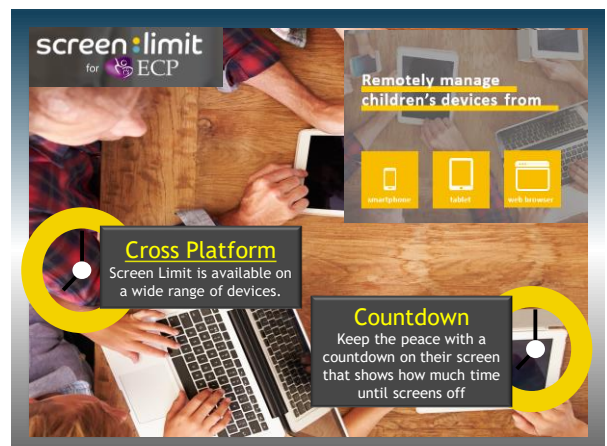 screen:limit
for ECP
Remotely manage
children's devices from
smartphone tablet web browser
Cross Platform
Screen Limit is available on
a wide range of devices.
Countdown
Keep the peace with a
countdown on their screen
that shows how much time
until screens off